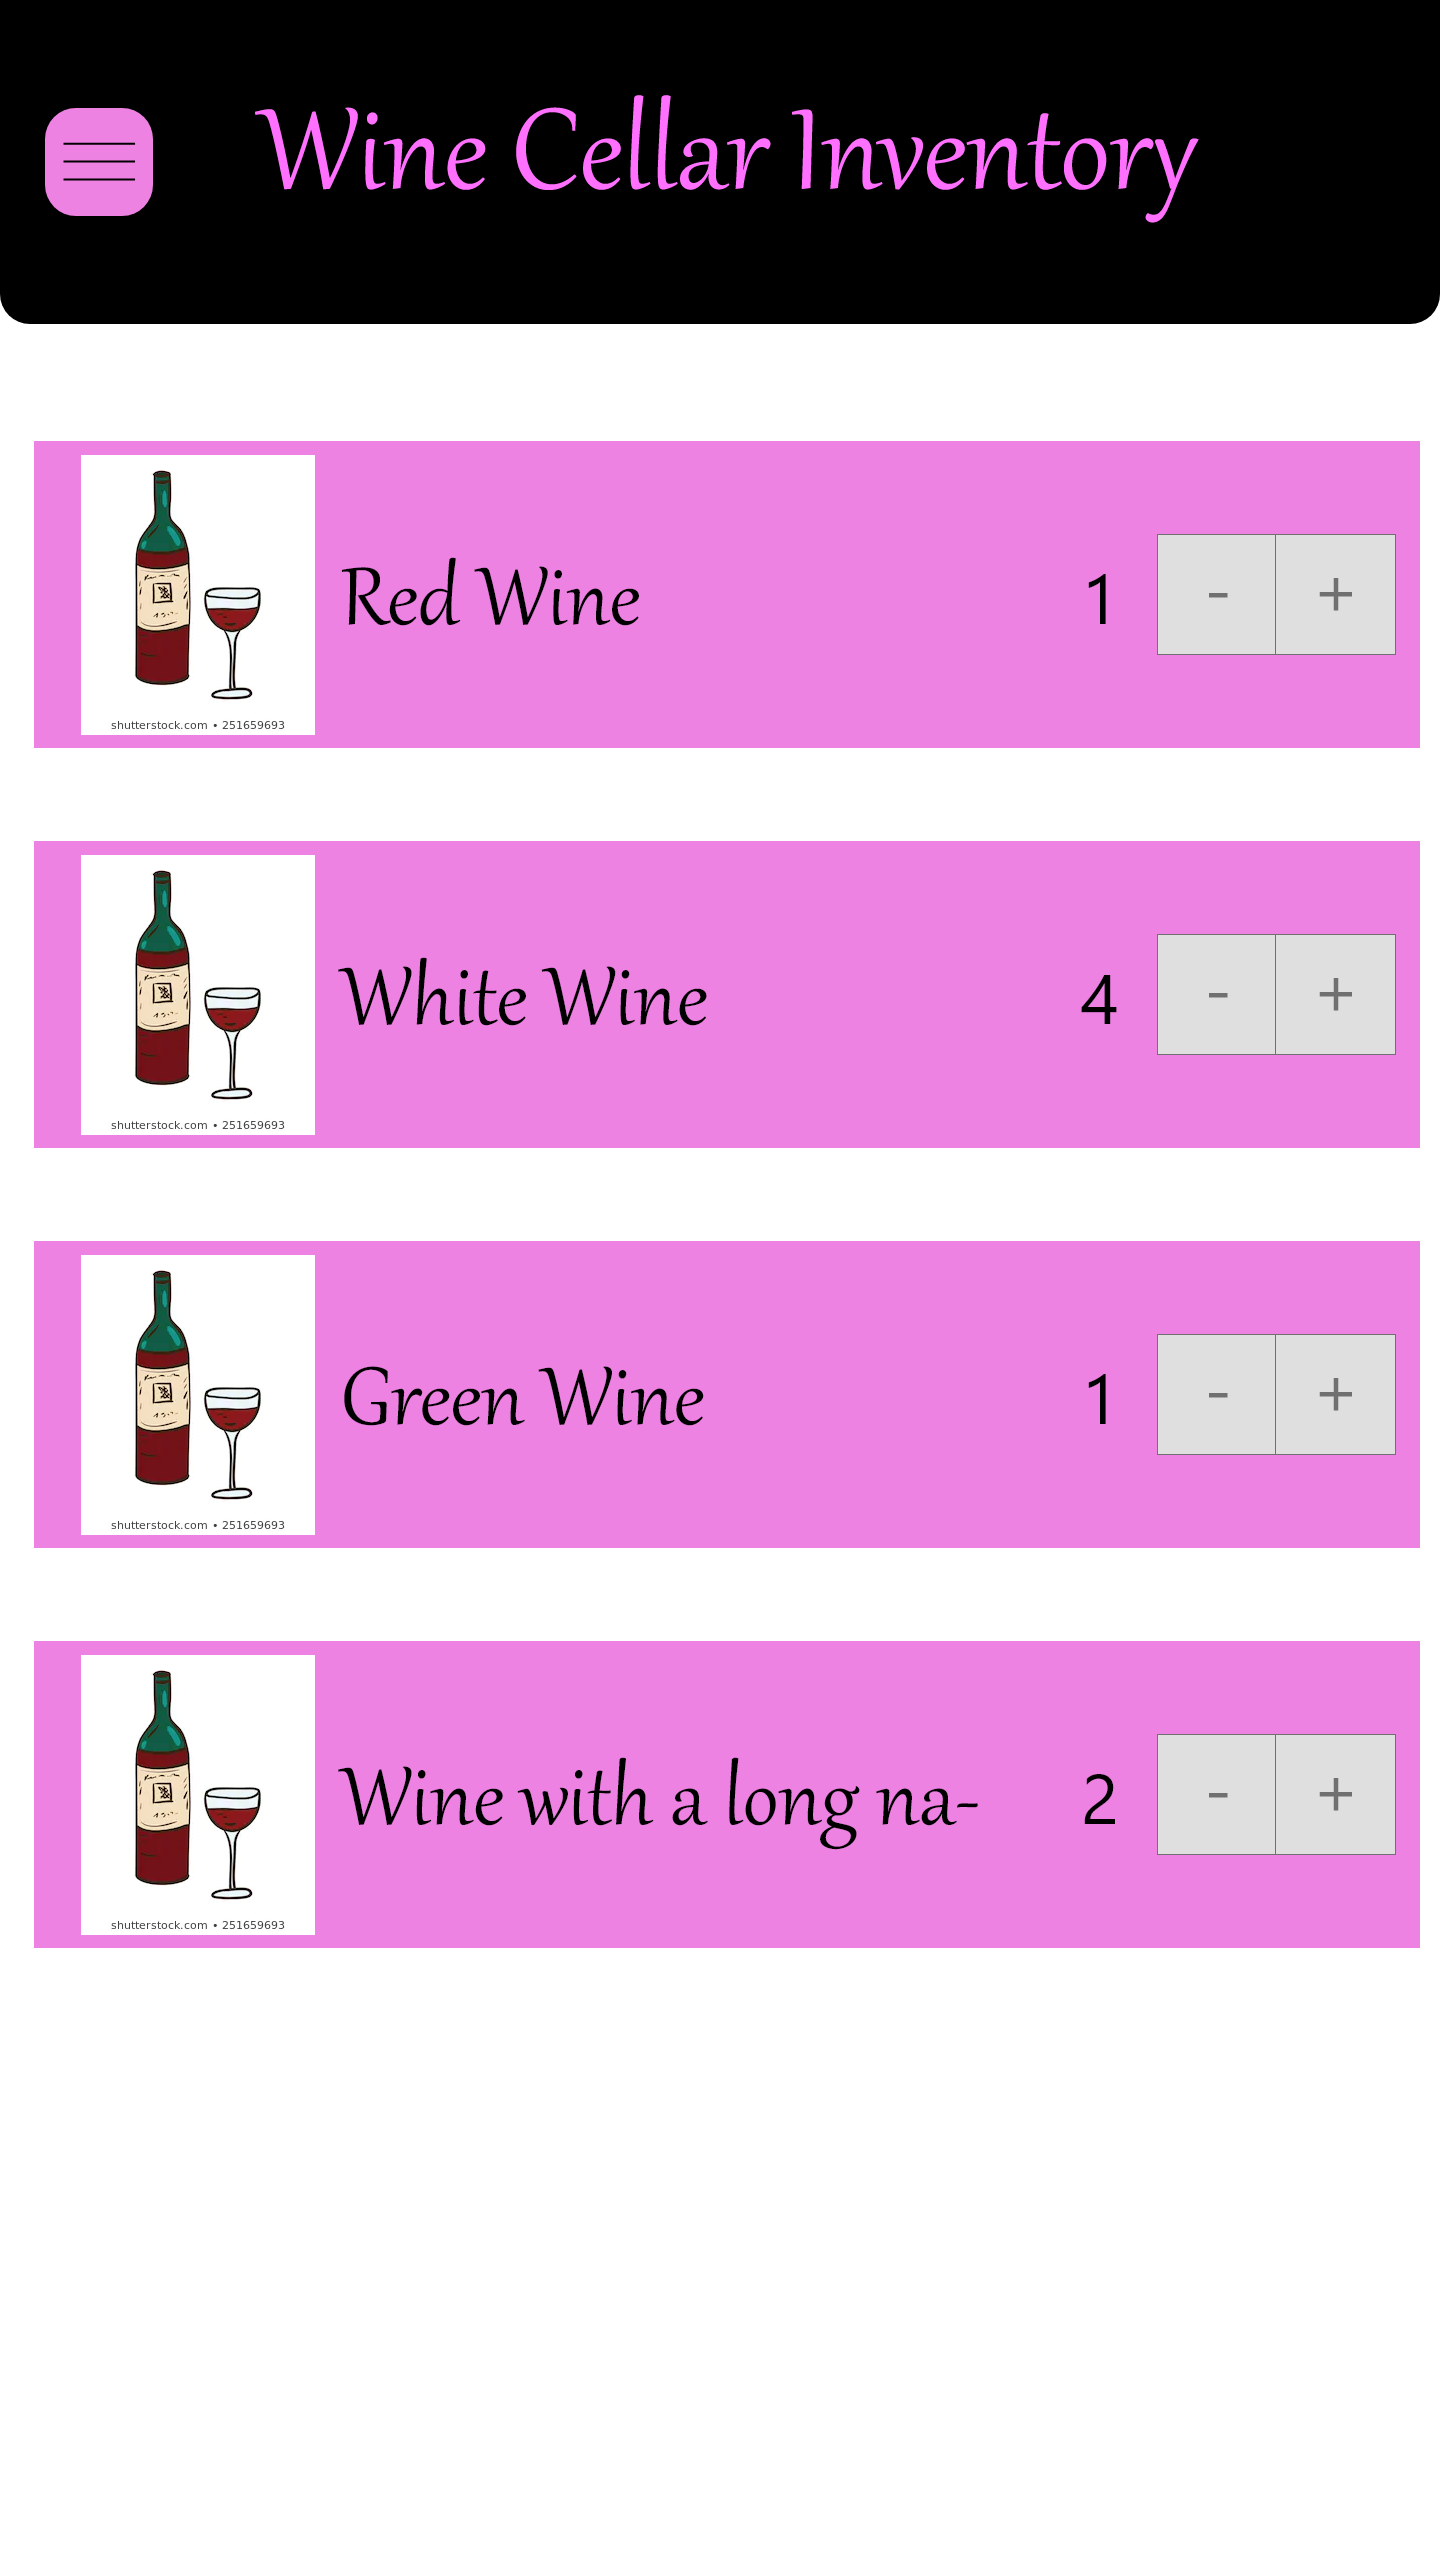 Wine Cellar Inventory
Red Wine 1 - +
shutterstock.com • 251659693
White Wine 4 - +
shutterstock.com • 251659693
Green Wine 1 - +
shutterstock.com • 251659693
Wine with a long na- 2 - +
shutterstock.com • 251659693